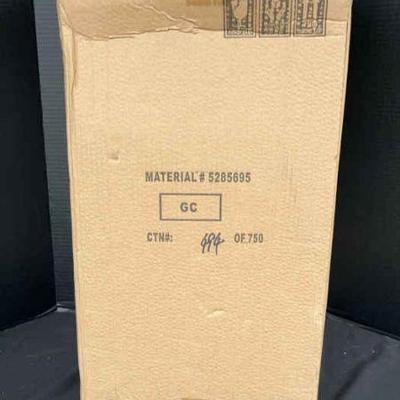 MATERIAL # 5285695
GC
CTN#: 494 OF 750